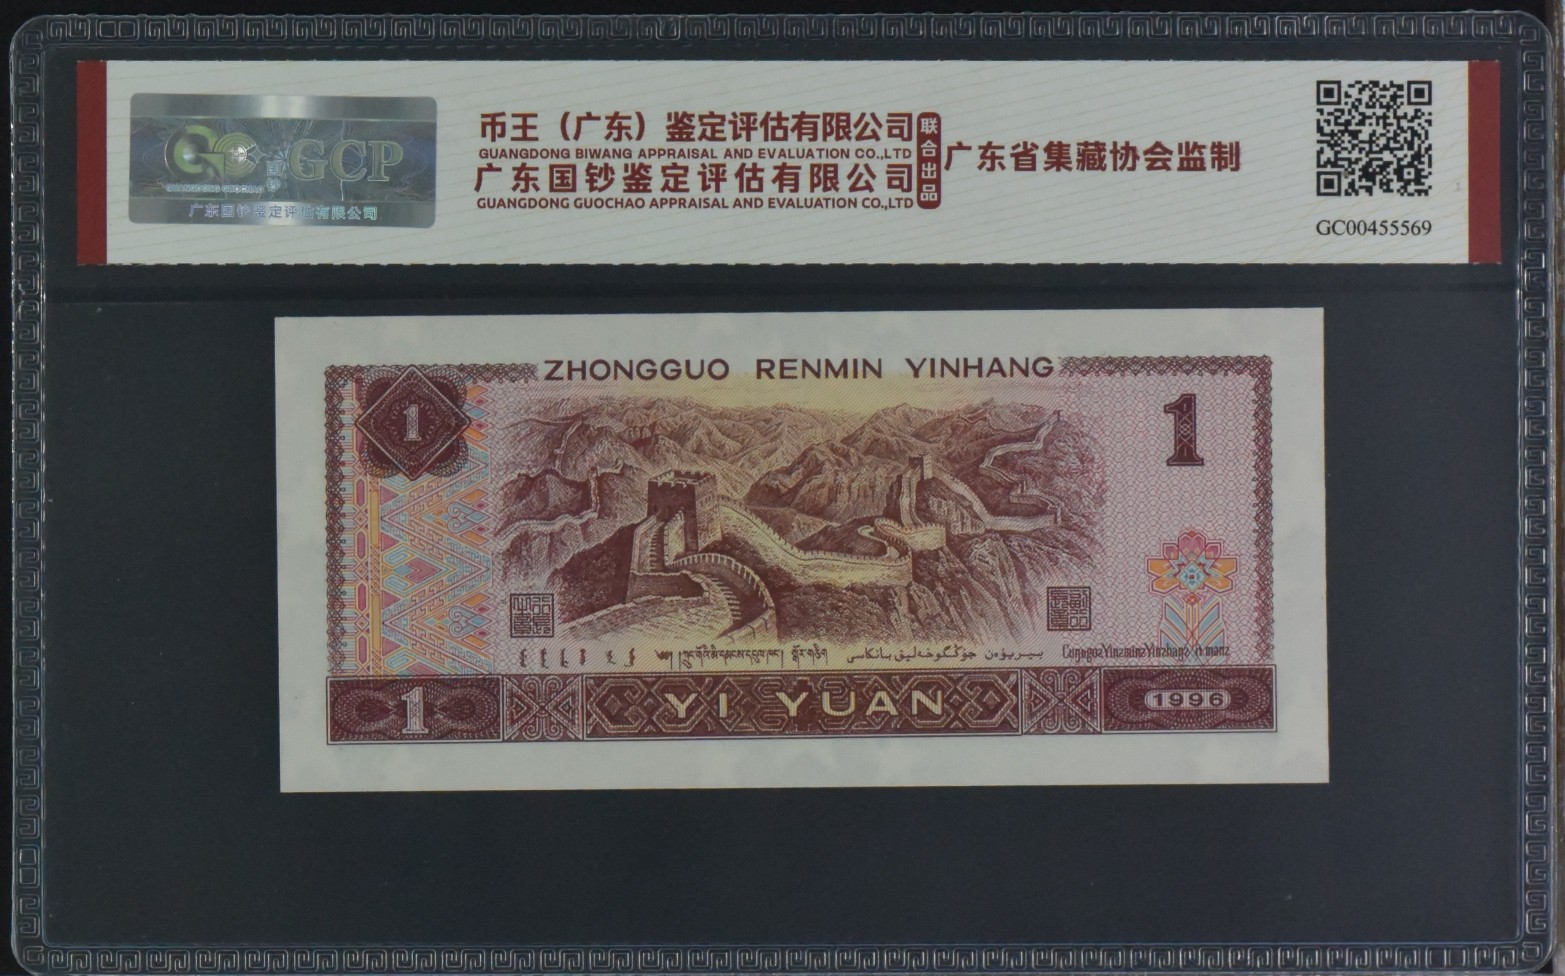 GCP
GUANGDONG GUOCHAO
广东国钞鉴定评估有限公司
币王（广东）鉴定评估有限公司
GUANGDONG BIWANG APPRAISAL AND EVALUATION CO.,LTD
广东国钞鉴定评估有限公司
GUANGDONG GUOCHAO APPRAISAL AND EVALUATION CO.,LTD
联合出品
广东省集藏协会监制
GC00455569
ZHONGGUO RENMIN YINHANG
1
1
1
YI YUAN
1996